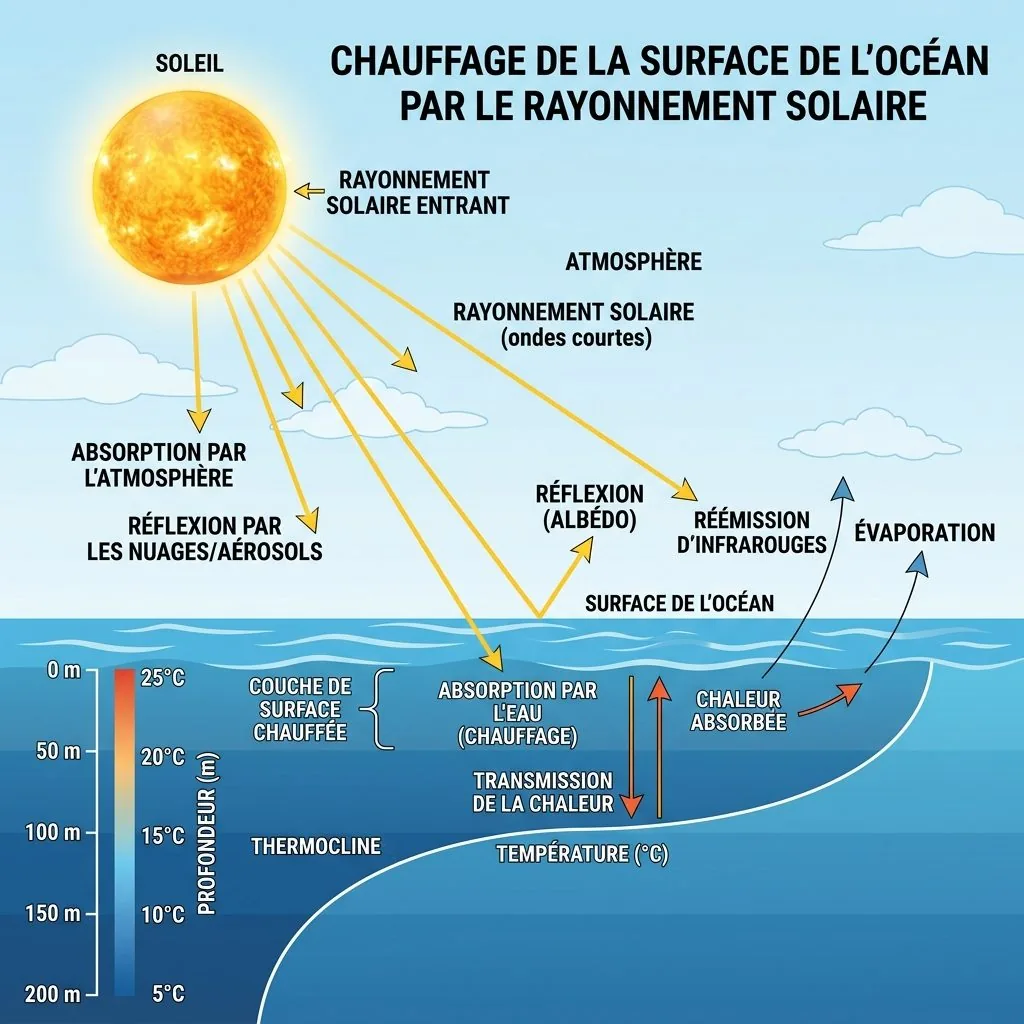 SOLEIL
CHAUFFAGE DE LA SURFACE DE L'OCÉAN
PAR LE RAYONNEMENT SOLAIRE
RAYONNEMENT
SOLAIRE ENTRANT
ATMOSPHÈRE
RAYONNEMENT SOLAIRE
(ondes courtes)
ABSORPTION PAR
L'ATMOSPHÈRE
RÉFLEXION PAR
LES NUAGES/AÉROSOLS
RÉFLEXION
(ALBÉDO)
RÉÉMISSION
D'INFRAROUGES
ÉVAPORATION
SURFACE DE L'OCÉAN
0 m
50 m
100 m
150 m
200 m
25°C
20°C
15°C
10°C
5°C
PROFONDEUR (m)
COUCHE DE
SURFACE
CHAUFFÉE
ABSORPTION PAR
L'EAU
(CHAUFFAGE)
CHALEUR
ABSORBÉE
TRANSMISSION
DE LA CHALEUR
THERMOCLINE
TEMPÉRATURE (°C)